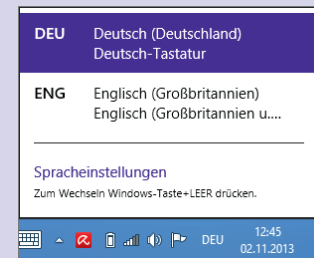 DEU Deutsch (Deutschland)
Deutsch-Tastatur
ENG Englisch (Großbritannien)
Englisch (Großbritannien u....
Spracheinstellungen
Zum Wechseln Windows-Taste+LEER drücken.
DEU 12:45
02.11.2013